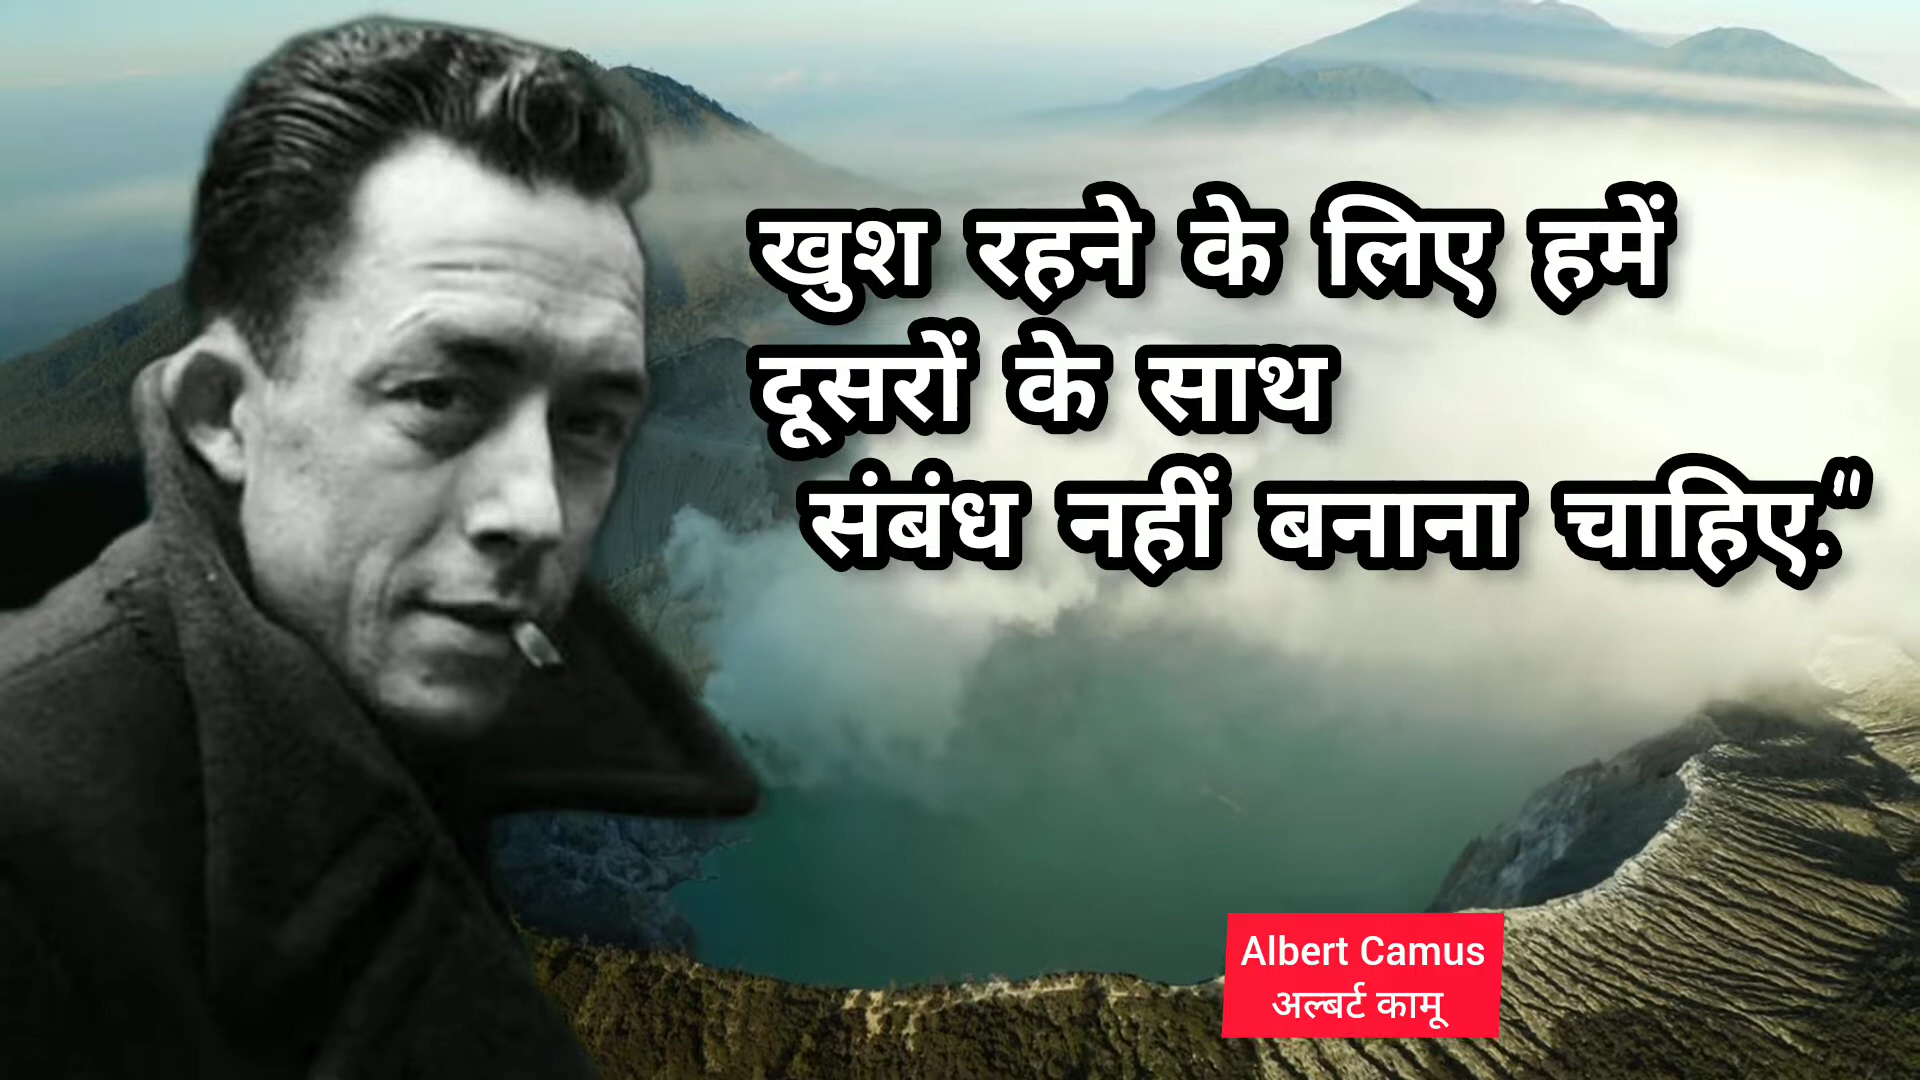 खुश रहने के लिए हमें
दूसरों के साथ
संबंध नहीं बनाना चाहिए."
Albert Camus
अल्बर्ट कामू